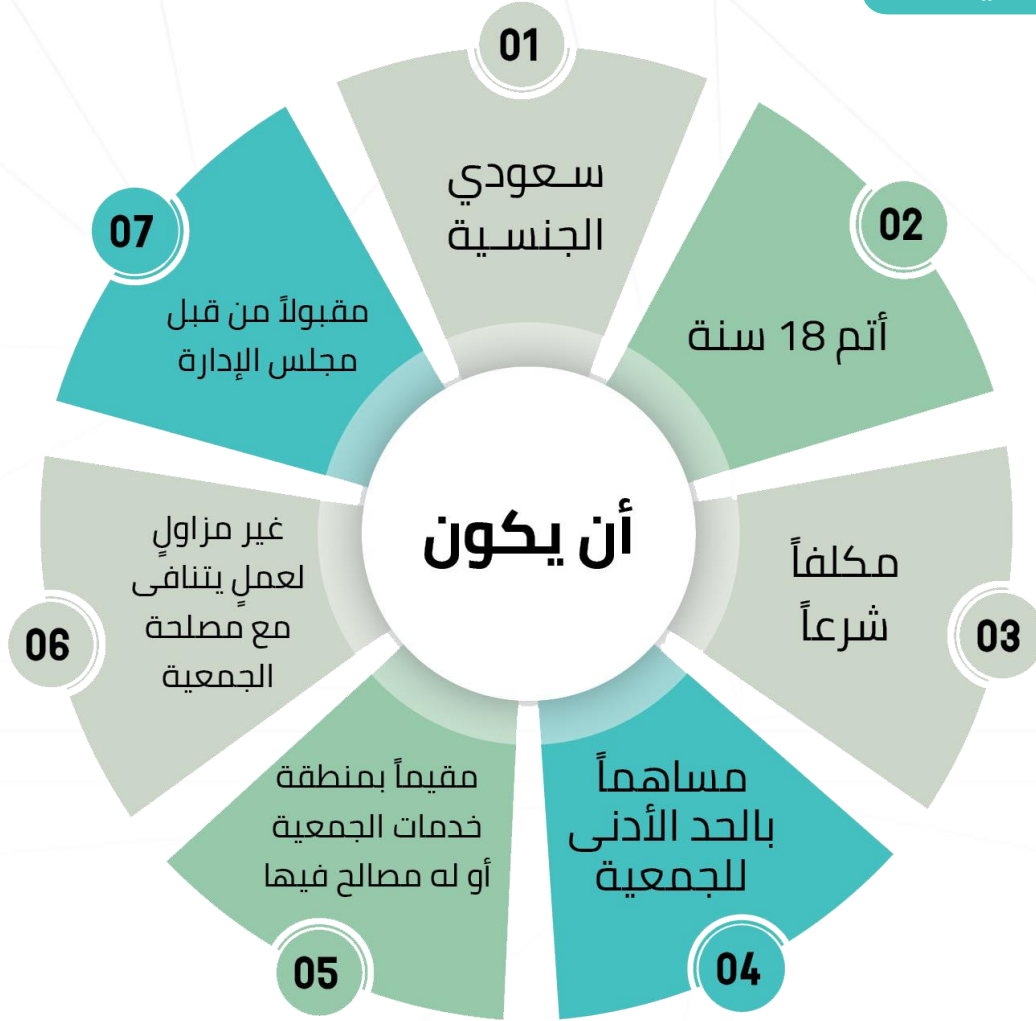 أن يكون
01
سـعودي
الجنسـية
02
أتم 18 سنة
03
مكلفاً
شرعاً
04
مساهماً
بالحد الأدنى
للجمعية
05
مقيماً بمنطقة
خدمات الجمعية
أو له مصالح فيها
06
غير مزاولٍ
لعملٍ يتنافى
مع مصلحة
الجمعية
07
مقبولاً من قبل
مجلس الإدارة